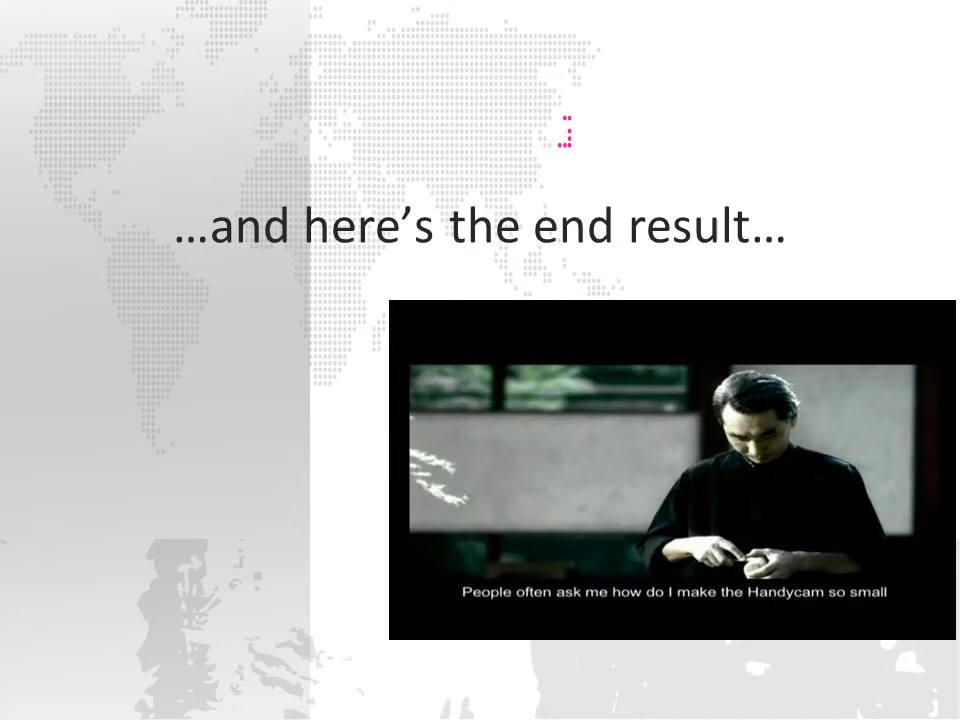 …and here’s the end result…
People often ask me how do I make the Handycam so small